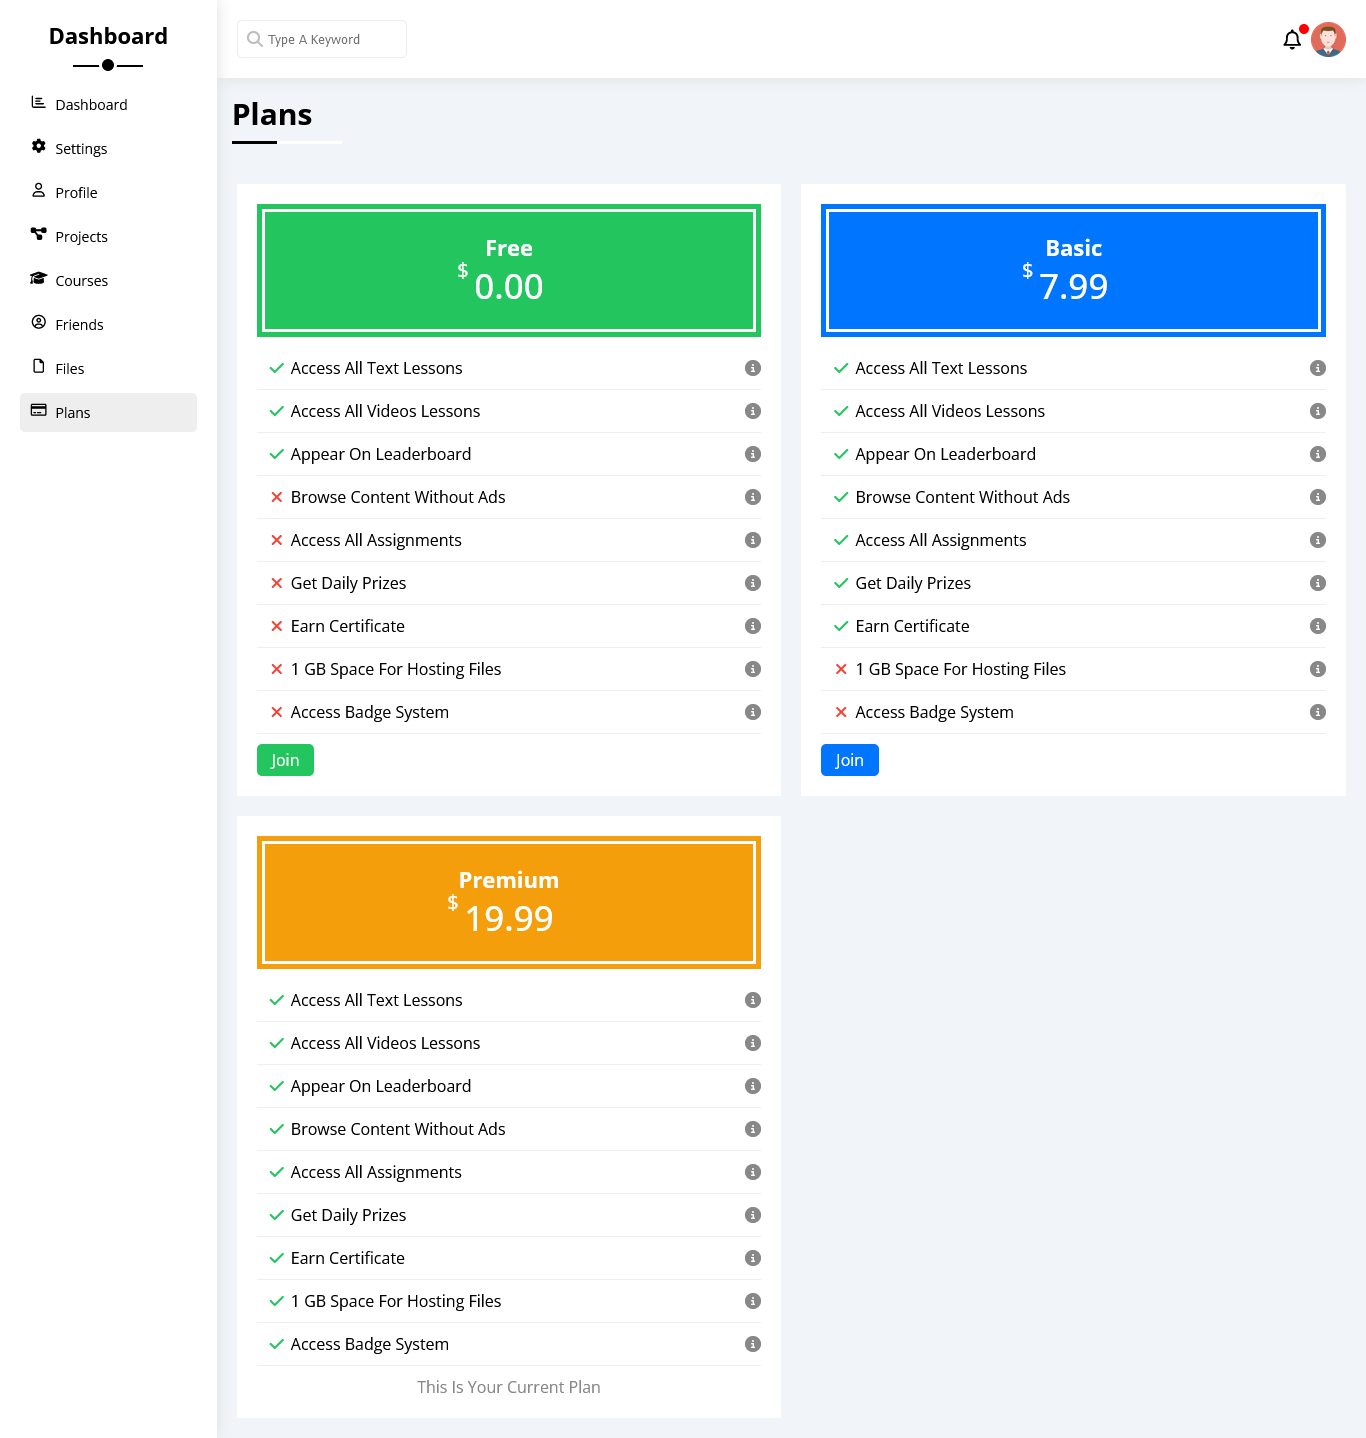 Dashboard
Dashboard
Settings
Profile
Projects
Courses
Friends
Files
Plans
Type A Keyword
Plans
Free
$ 0.00
Access All Text Lessons
Access All Videos Lessons
Appear On Leaderboard
Browse Content Without Ads
Access All Assignments
Get Daily Prizes
Earn Certificate
1 GB Space For Hosting Files
Access Badge System
Join
Basic
$ 7.99
Access All Text Lessons
Access All Videos Lessons
Appear On Leaderboard
Browse Content Without Ads
Access All Assignments
Get Daily Prizes
Earn Certificate
1 GB Space For Hosting Files
Access Badge System
Join
Premium
$ 19.99
Access All Text Lessons
Access All Videos Lessons
Appear On Leaderboard
Browse Content Without Ads
Access All Assignments
Get Daily Prizes
Earn Certificate
1 GB Space For Hosting Files
Access Badge System
This Is Your Current Plan